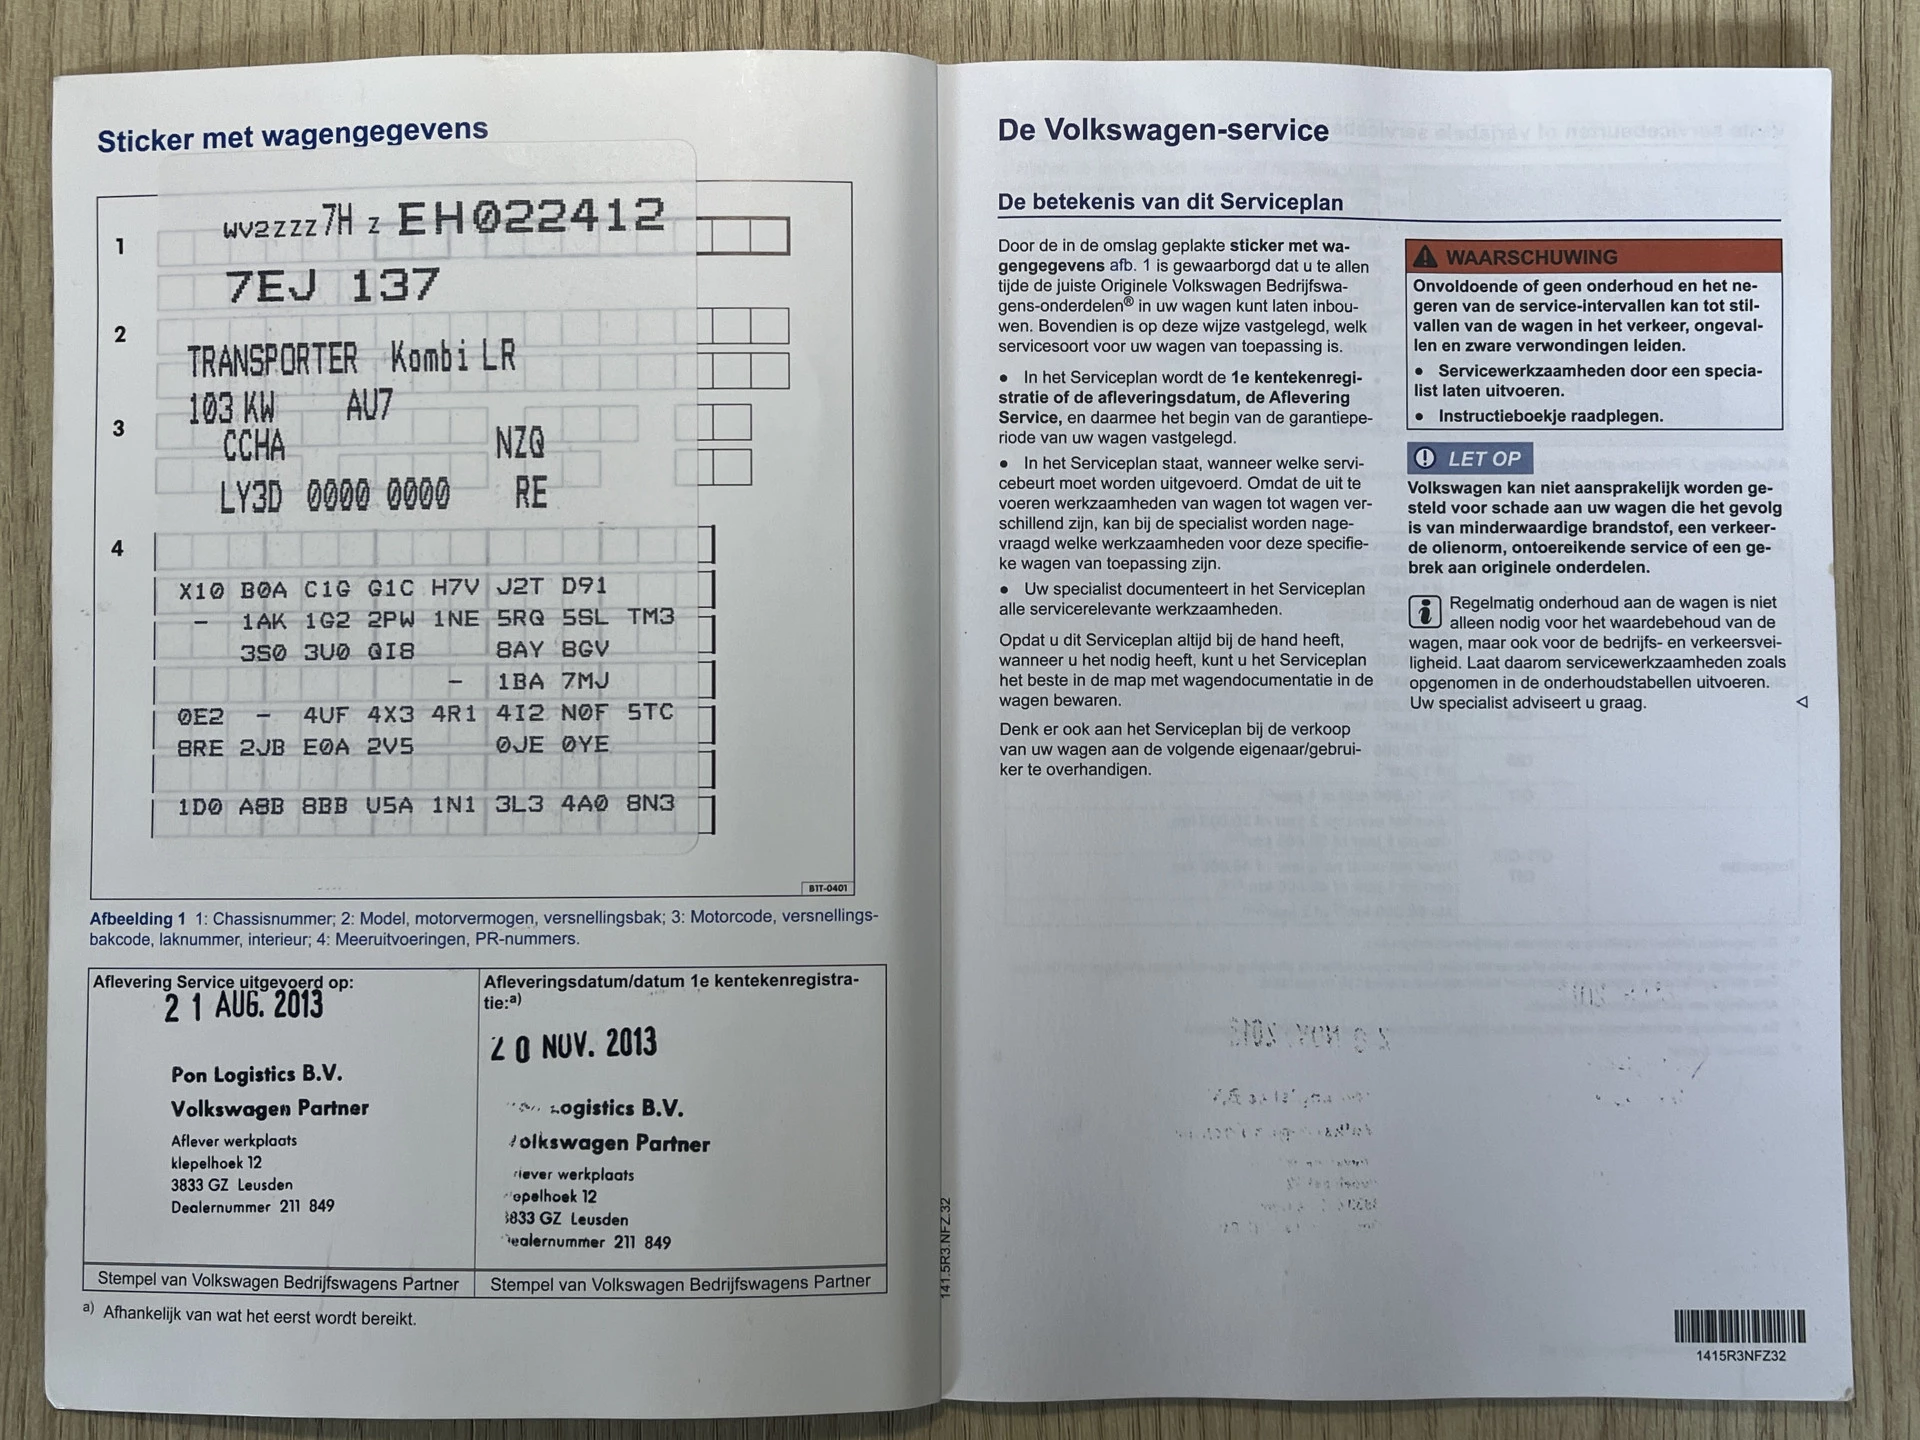 Sticker met wagengegevens
1
WV2ZZZ7H Z EH022412
7EJ 137
2
TRANSPORTER Kombi LR
103 KW AU7
3
CCHA NZQ
LY3D 0000 0000 RE
4
X10 B0A C1G G1C H7V J2T D91
- 1AK 1G2 2PW 1NE 5RQ 5SL TM3
3S0 3U0 QI8 8AY 8GV
- 1BA 7MJ
0E2 - 4UF 4X3 4R1 4I2 N0F 5TC
8RE 2JB E0A 2V5 0JE 0YE
1D0 A8B 8BB U5A 1N1 3L3 4A0 8N3
B1T-0401
Afbeelding 1 1: Chassisnummer; 2: Model, motorvermogen, versnellingsbak; 3: Motorcode, versnellings-
bakcode, laknummer, interieur; 4: Meeruitvoeringen, PR-nummers.
Aflevering Service uitgevoerd op:
21 AUG. 2013
Pon Logistics B.V.
Volkswagen Partner
Aflever werkplaats
klepelhoek 12
3833 GZ Leusden
Dealernummer 211 849
Stempel van Volkswagen Bedrijfswagens Partner
Afleveringsdatum/datum 1e kentekenregistra-
tie:a)
20 NOV. 2013
Logistics B.V.
Volkswagen Partner
Aflever werkplaats
klepelhoek 12
3833 GZ Leusden
Dealernummer 211 849
Stempel van Volkswagen Bedrijfswagens Partner
a) Afhankelijk van wat het eerst wordt bereikt.
141.5R3.NFZ.32
De Volkswagen-service
De betekenis van dit Serviceplan
Door de in de omslag geplakte sticker met wa-
gengegevens afb. 1 is gewaarborgd dat u te allen
tijde de juiste Originele Volkswagen Bedrijfswa-
gens-onderdelen® in uw wagen kunt laten inbou-
wen. Bovendien is op deze wijze vastgelegd, welk
servicesoort voor uw wagen van toepassing is.
● In het Serviceplan wordt de 1e kentekenregi-
stratie of de afleveringsdatum, de Aflevering
Service, en daarmee het begin van de garantiepe-
riode van uw wagen vastgelegd.
● In het Serviceplan staat, wanneer welke servi-
cebeurt moet worden uitgevoerd. Omdat de uit te
voeren werkzaamheden van wagen tot wagen ver-
schillend zijn, kan bij de specialist worden nage-
vraagd welke werkzaamheden voor deze specifie-
ke wagen van toepassing zijn.
● Uw specialist documenteert in het Serviceplan
alle servicerelevante werkzaamheden.
Opdat u dit Serviceplan altijd bij de hand heeft,
wanneer u het nodig heeft, kunt u het Serviceplan
het beste in de map met wagendocumentatie in de
wagen bewaren.
Denk er ook aan het Serviceplan bij de verkoop
van uw wagen aan de volgende eigenaar/gebrui-
ker te overhandigen.
WAARSCHUWING
Onvoldoende of geen onderhoud en het ne-
geren van de service-intervallen kan tot stil-
vallen van de wagen in het verkeer, ongeval-
len en zware verwondingen leiden.
● Servicewerkzaamheden door een specia-
list laten uitvoeren.
● Instructieboekje raadplegen.
LET OP
Volkswagen kan niet aansprakelijk worden ge-
steld voor schade aan uw wagen die het gevolg
is van minderwaardige brandstof, een verkeer-
de olienorm, ontoereikende service of een ge-
brek aan originele onderdelen.
Regelmatig onderhoud aan de wagen is niet
alleen nodig voor het waardebehoud van de
wagen, maar ook voor de bedrijfs- en verkeersvei-
ligheid. Laat daarom servicewerkzaamheden zoals
opgenomen in de onderhoudstabellen uitvoeren.
Uw specialist adviseert u graag.
1415R3NFZ32